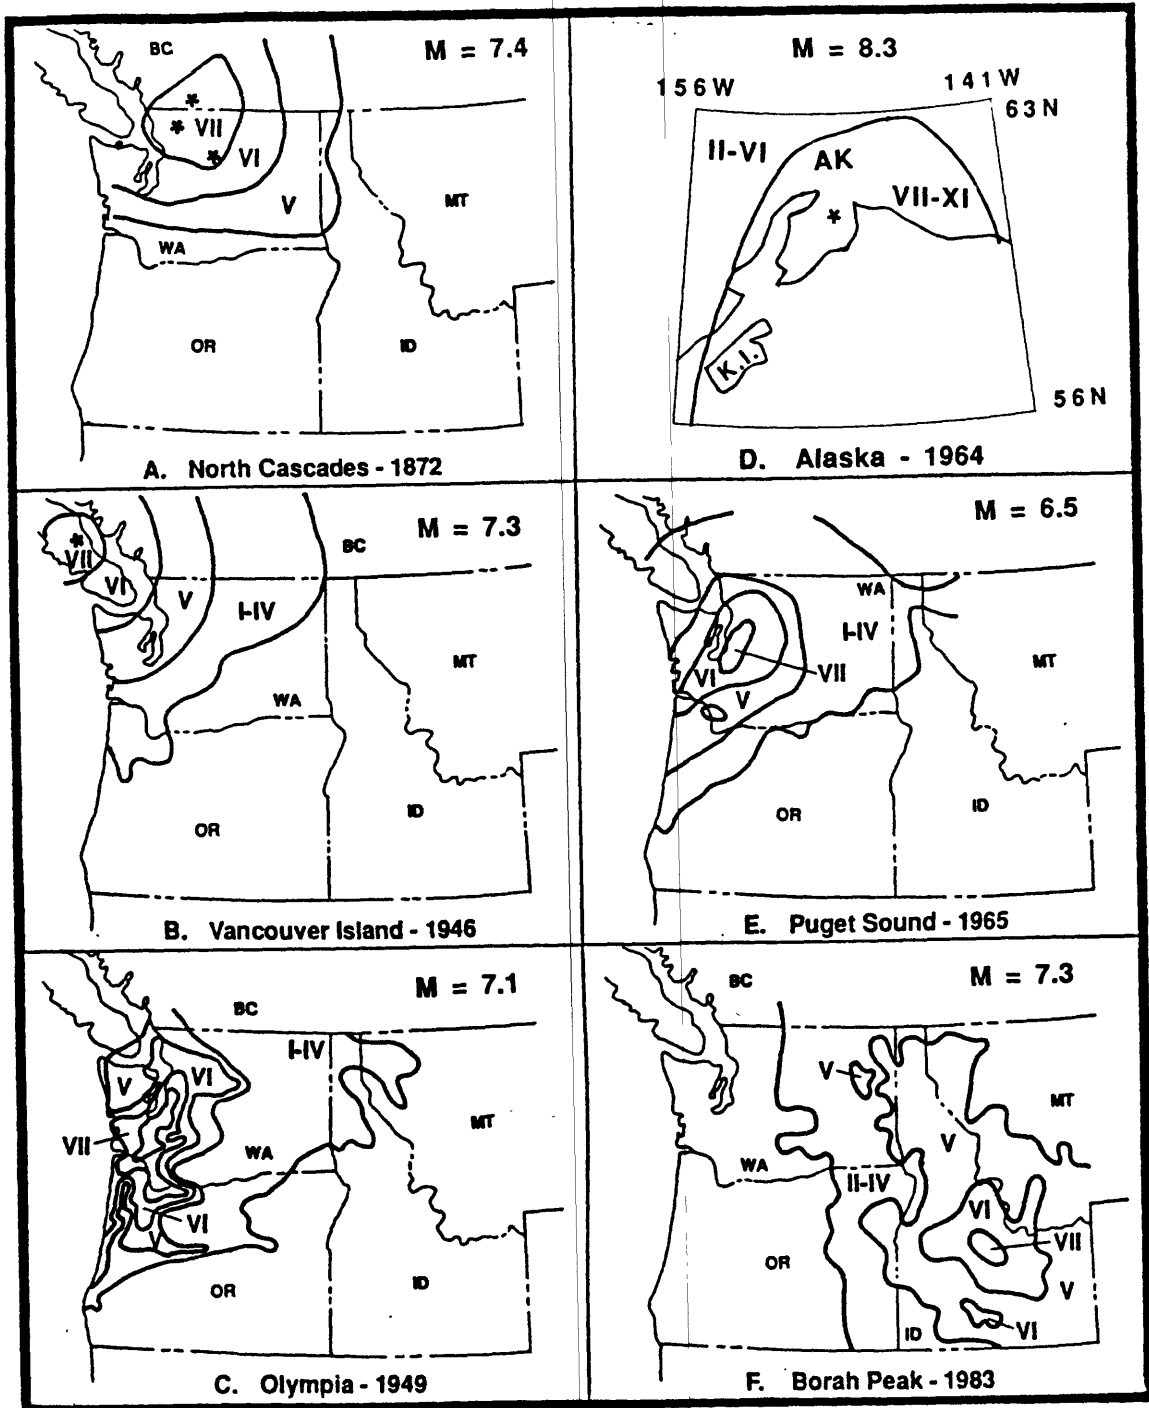 BC
M = 7.4
VII
VI
V
MT
WA
OR
ID
A. North Cascades - 1872
M = 8.3
156W
141W
63N
II-VI
AK
VII-XI
K.I.
56N
D. Alaska - 1964
M = 7.3
BC
VII
VI
V
I-IV
MT
WA
ID
OR
B. Vancouver Island - 1946
M = 6.5
WA
I-IV
MT
VII
VI
V
ID
OR
E. Puget Sound - 1965
M = 7.1
BC
I-IV
VI
V
MT
VII
WA
VI
V
ID
OR
C. Olympia - 1949
M = 7.3
BC
V
MT
V
WA
II-IV
VI
VII
OR
V
ID
VI
F. Borah Peak - 1983